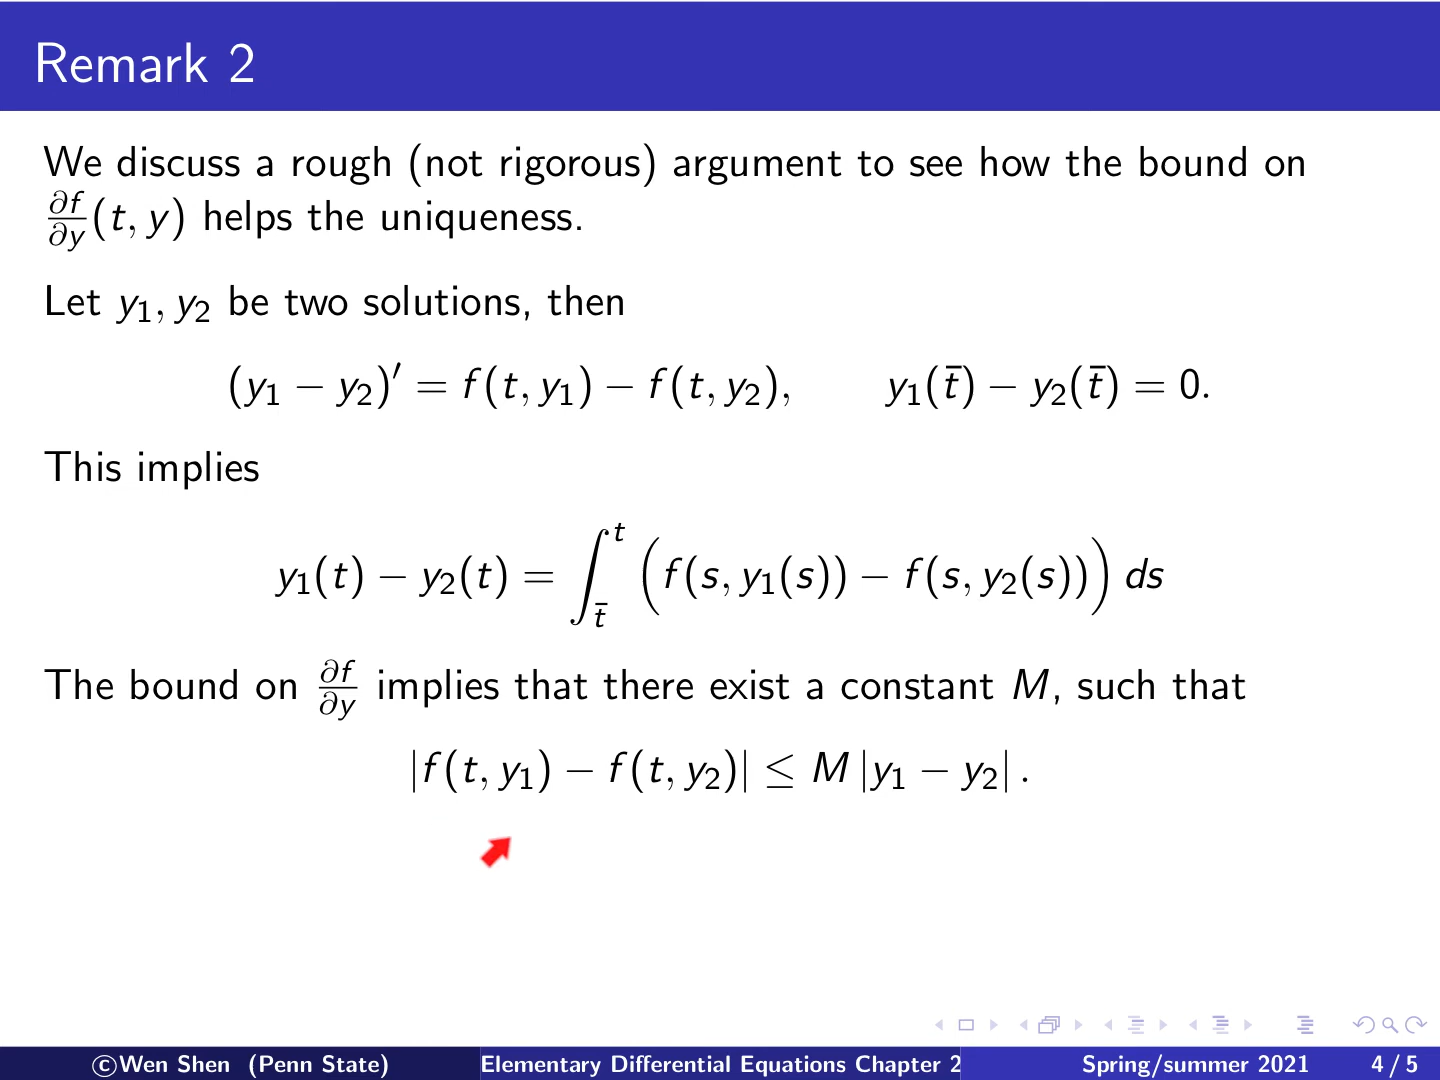 Remark 2
We discuss a rough (not rigorous) argument to see how the bound on
∂f/∂y (t, y) helps the uniqueness.
Let y₁, y₂ be two solutions, then
(y₁ − y₂)′ = f(t, y₁) − f(t, y₂), y₁(t̄) − y₂(t̄) = 0.
This implies
y₁(t) − y₂(t) = ∫_t̄^t (f(s, y₁(s)) − f(s, y₂(s))) ds
The bound on ∂f/∂y implies that there exist a constant M, such that
|f(t, y₁) − f(t, y₂)| ≤ M |y₁ − y₂| .
©Wen Shen (Penn State) Elementary Differential Equations Chapter 2 Spring/summer 2021 4 / 5